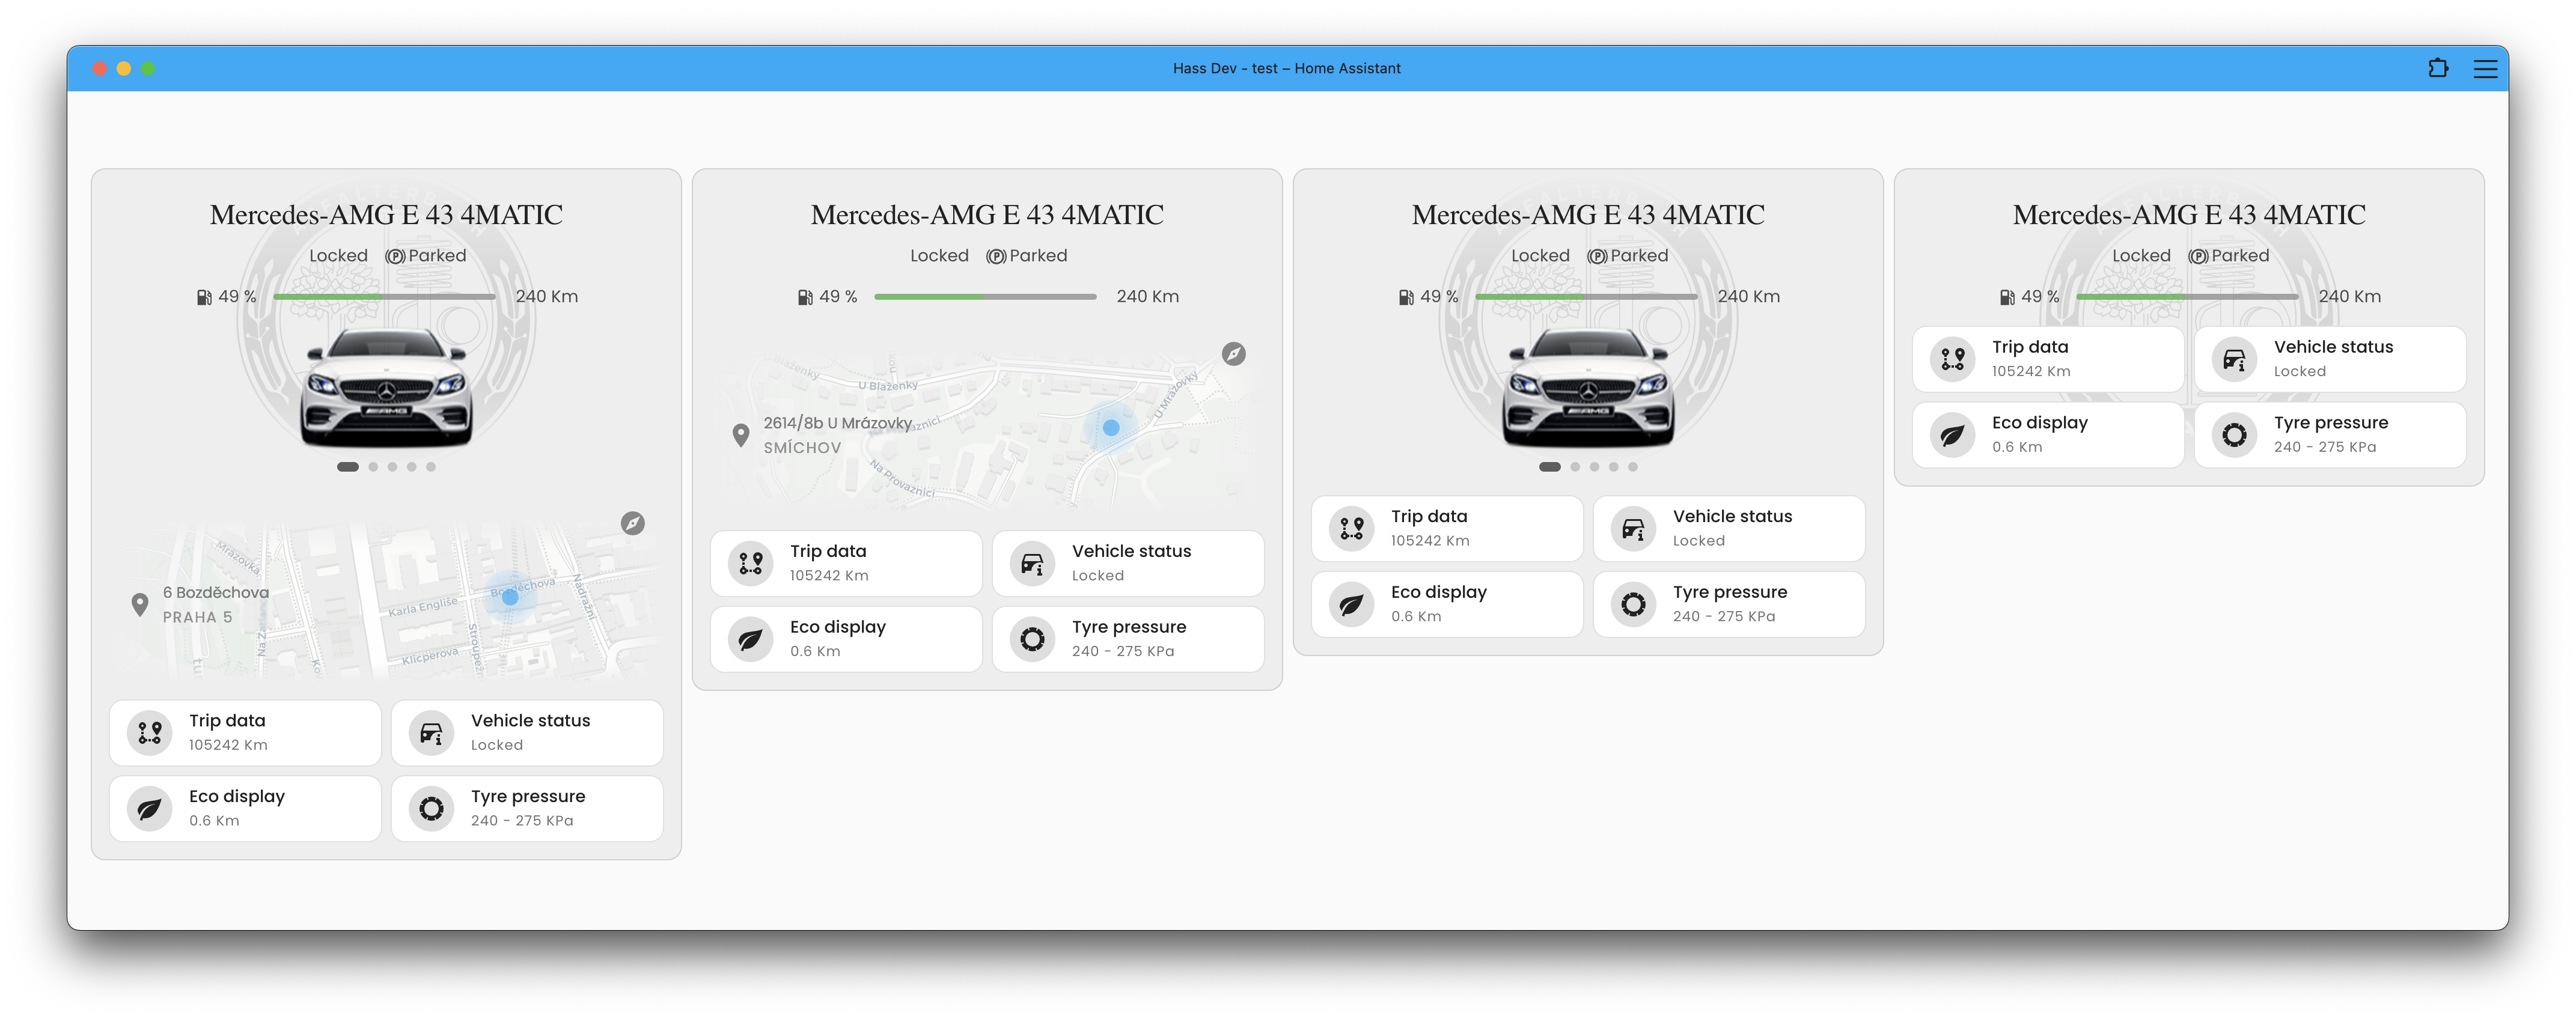 Hass Dev - test – Home Assistant
Mercedes-AMG E 43 4MATIC
Locked Parked
49 % 240 Km
AMG
Mrázovka
6 Bozděchova
PRAHA 5
Bozděchova
Karla Engliše
Nádražní
Klicperova
Trip data
105242 Km
Vehicle status
Locked
Eco display
0.6 Km
Tyre pressure
240 - 275 KPa
Mercedes-AMG E 43 4MATIC
Locked Parked
49 % 240 Km
U Blaženky
U Mrázovky
2614/8b U Mrázovky
SMÍCHOV
Na Provaznici
Na Provaznici
Trip data
105242 Km
Vehicle status
Locked
Eco display
0.6 Km
Tyre pressure
240 - 275 KPa
Mercedes-AMG E 43 4MATIC
Locked Parked
49 % 240 Km
AMG
Trip data
105242 Km
Vehicle status
Locked
Eco display
0.6 Km
Tyre pressure
240 - 275 KPa
Mercedes-AMG E 43 4MATIC
Locked Parked
49 % 240 Km
Trip data
105242 Km
Vehicle status
Locked
Eco display
0.6 Km
Tyre pressure
240 - 275 KPa